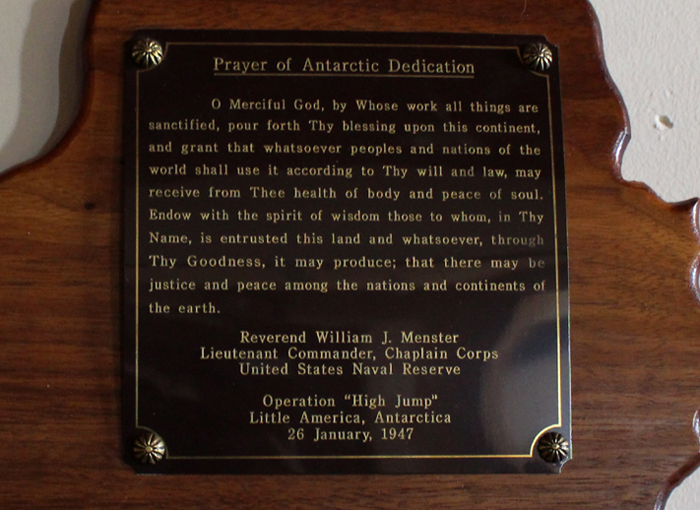 Prayer of Antarctic Dedication
O Merciful God, by Whose work all things are
sanctified, pour forth Thy blessing upon this continent,
and grant that whatsoever peoples and nations of the
world shall use it according to Thy will and law, may
receive from Thee health of body and peace of soul.
Endow with the spirit of wisdom those to whom, in Thy
Name, is entrusted this land and whatsoever, through
Thy Goodness, it may produce; that there may be
justice and peace among the nations and continents of
the earth.
Reverend William J. Menster
Lieutenant Commander, Chaplain Corps
United States Naval Reserve
Operation "High Jump"
Little America, Antarctica
26 January, 1947